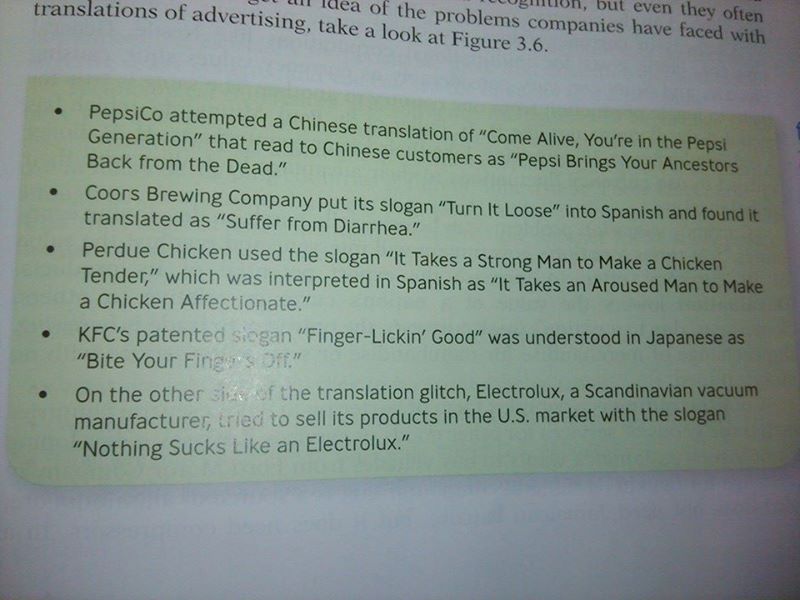 an idea of the problems companies have faced with
recognition, but even they often
translations of advertising, take a look at Figure 3.6.
• PepsiCo attempted a Chinese translation of “Come Alive, You’re in the Pepsi
Generation” that read to Chinese customers as “Pepsi Brings Your Ancestors
Back from the Dead.”
• Coors Brewing Company put its slogan “Turn It Loose” into Spanish and found it
translated as “Suffer from Diarrhea.”
• Perdue Chicken used the slogan “It Takes a Strong Man to Make a Chicken
Tender,” which was interpreted in Spanish as “It Takes an Aroused Man to Make
a Chicken Affectionate.”
• KFC’s patented slogan “Finger-Lickin’ Good” was understood in Japanese as
“Bite Your Fingers Off.”
• On the other side of the translation glitch, Electrolux, a Scandinavian vacuum
manufacturer, tried to sell its products in the U.S. market with the slogan
“Nothing Sucks Like an Electrolux.”